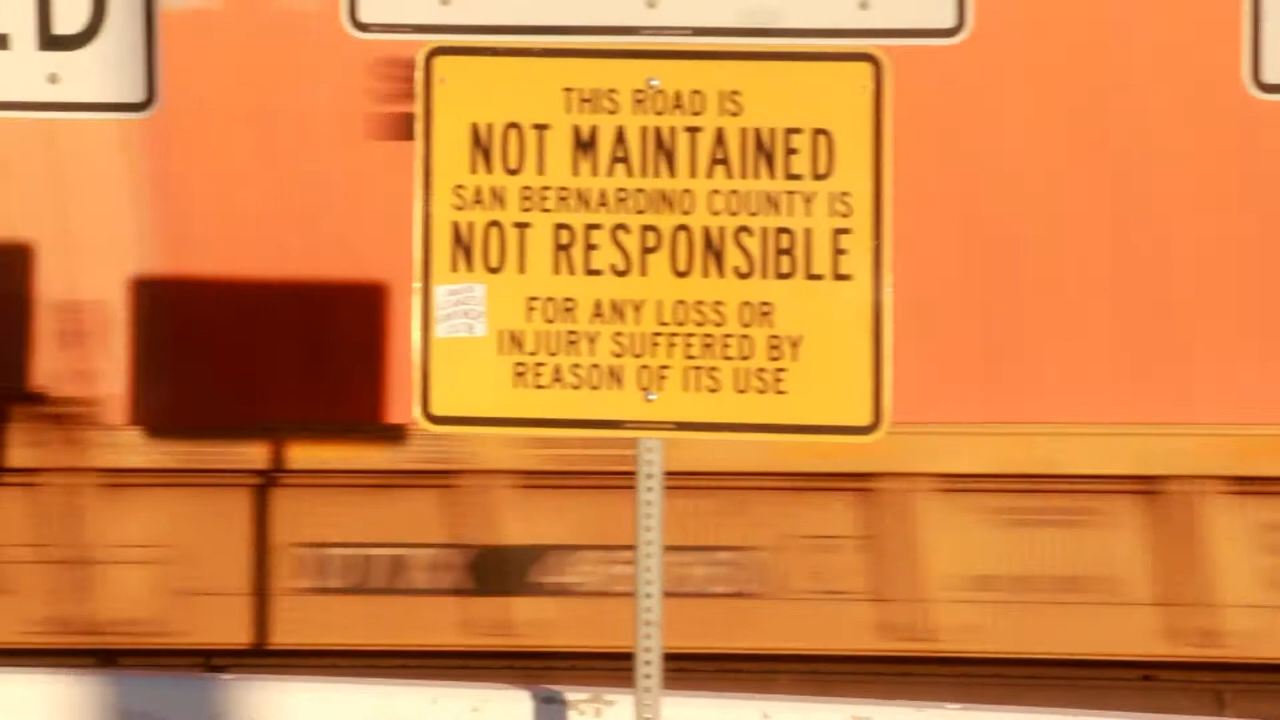 D
THIS ROAD IS
NOT MAINTAINED
SAN BERNARDINO COUNTY IS
NOT RESPONSIBLE
FOR ANY LOSS OR
INJURY SUFFERED BY
REASON OF ITS USE